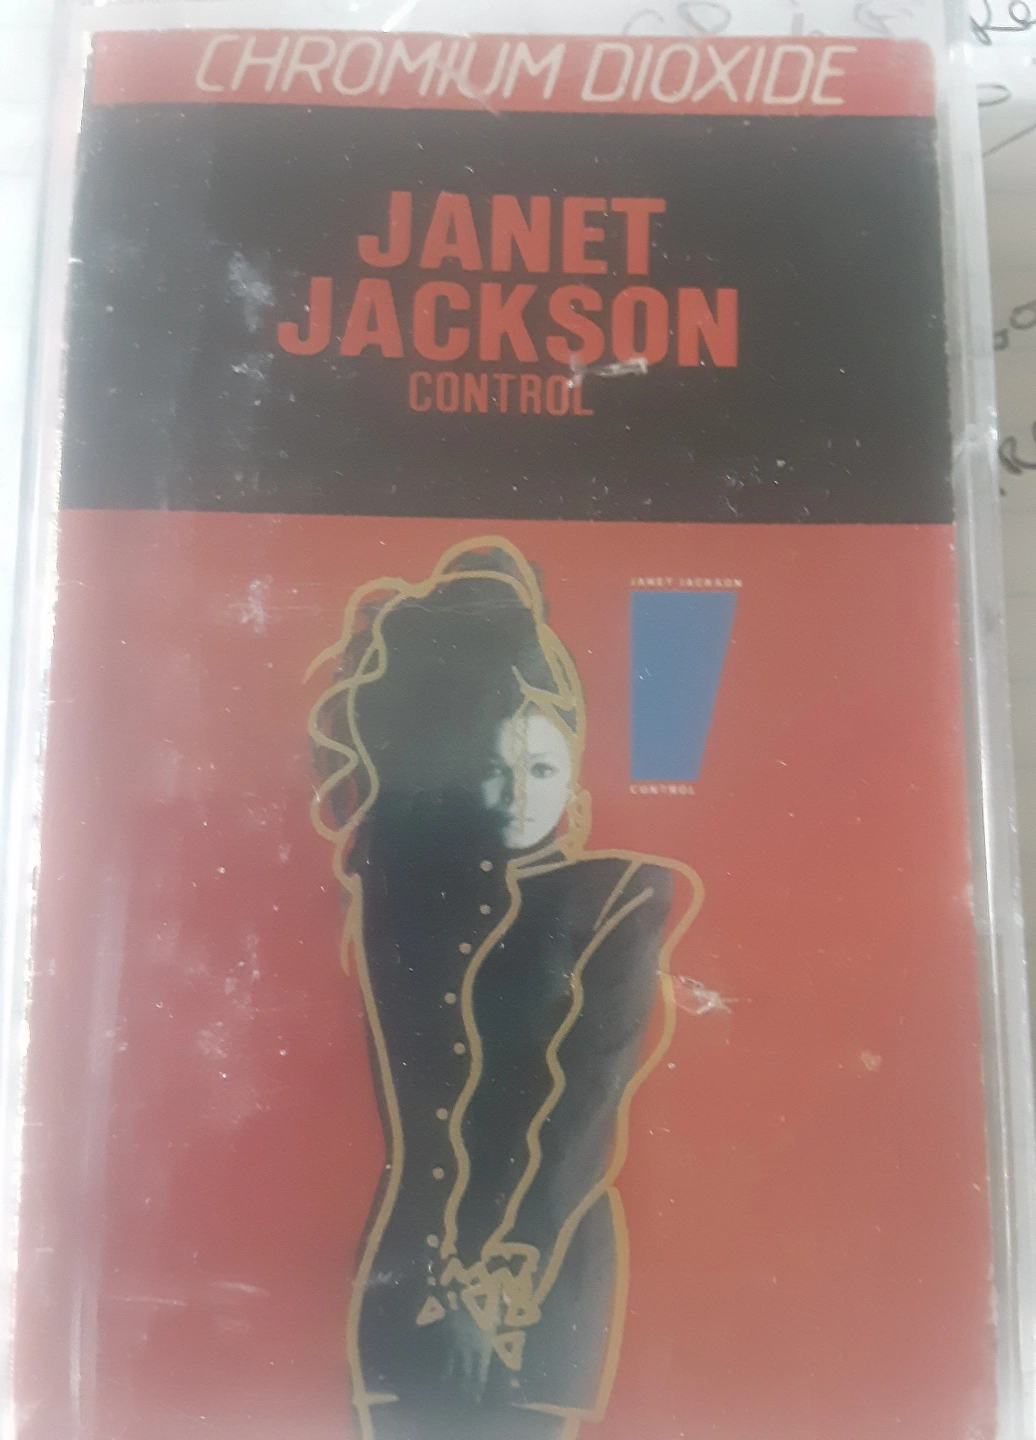 CHROMIUM DIOXIDE
JANET
JACKSON
CONTROL
JANET JACKSON
CONTROL